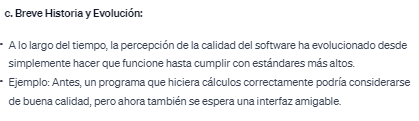 c. Breve Historia y Evolución:
· A lo largo del tiempo, la percepción de la calidad del software ha evolucionado desde
simplemente hacer que funcione hasta cumplir con estándares más altos.
· Ejemplo: Antes, un programa que hiciera cálculos correctamente podría considerarse
de buena calidad, pero ahora también se espera una interfaz amigable.